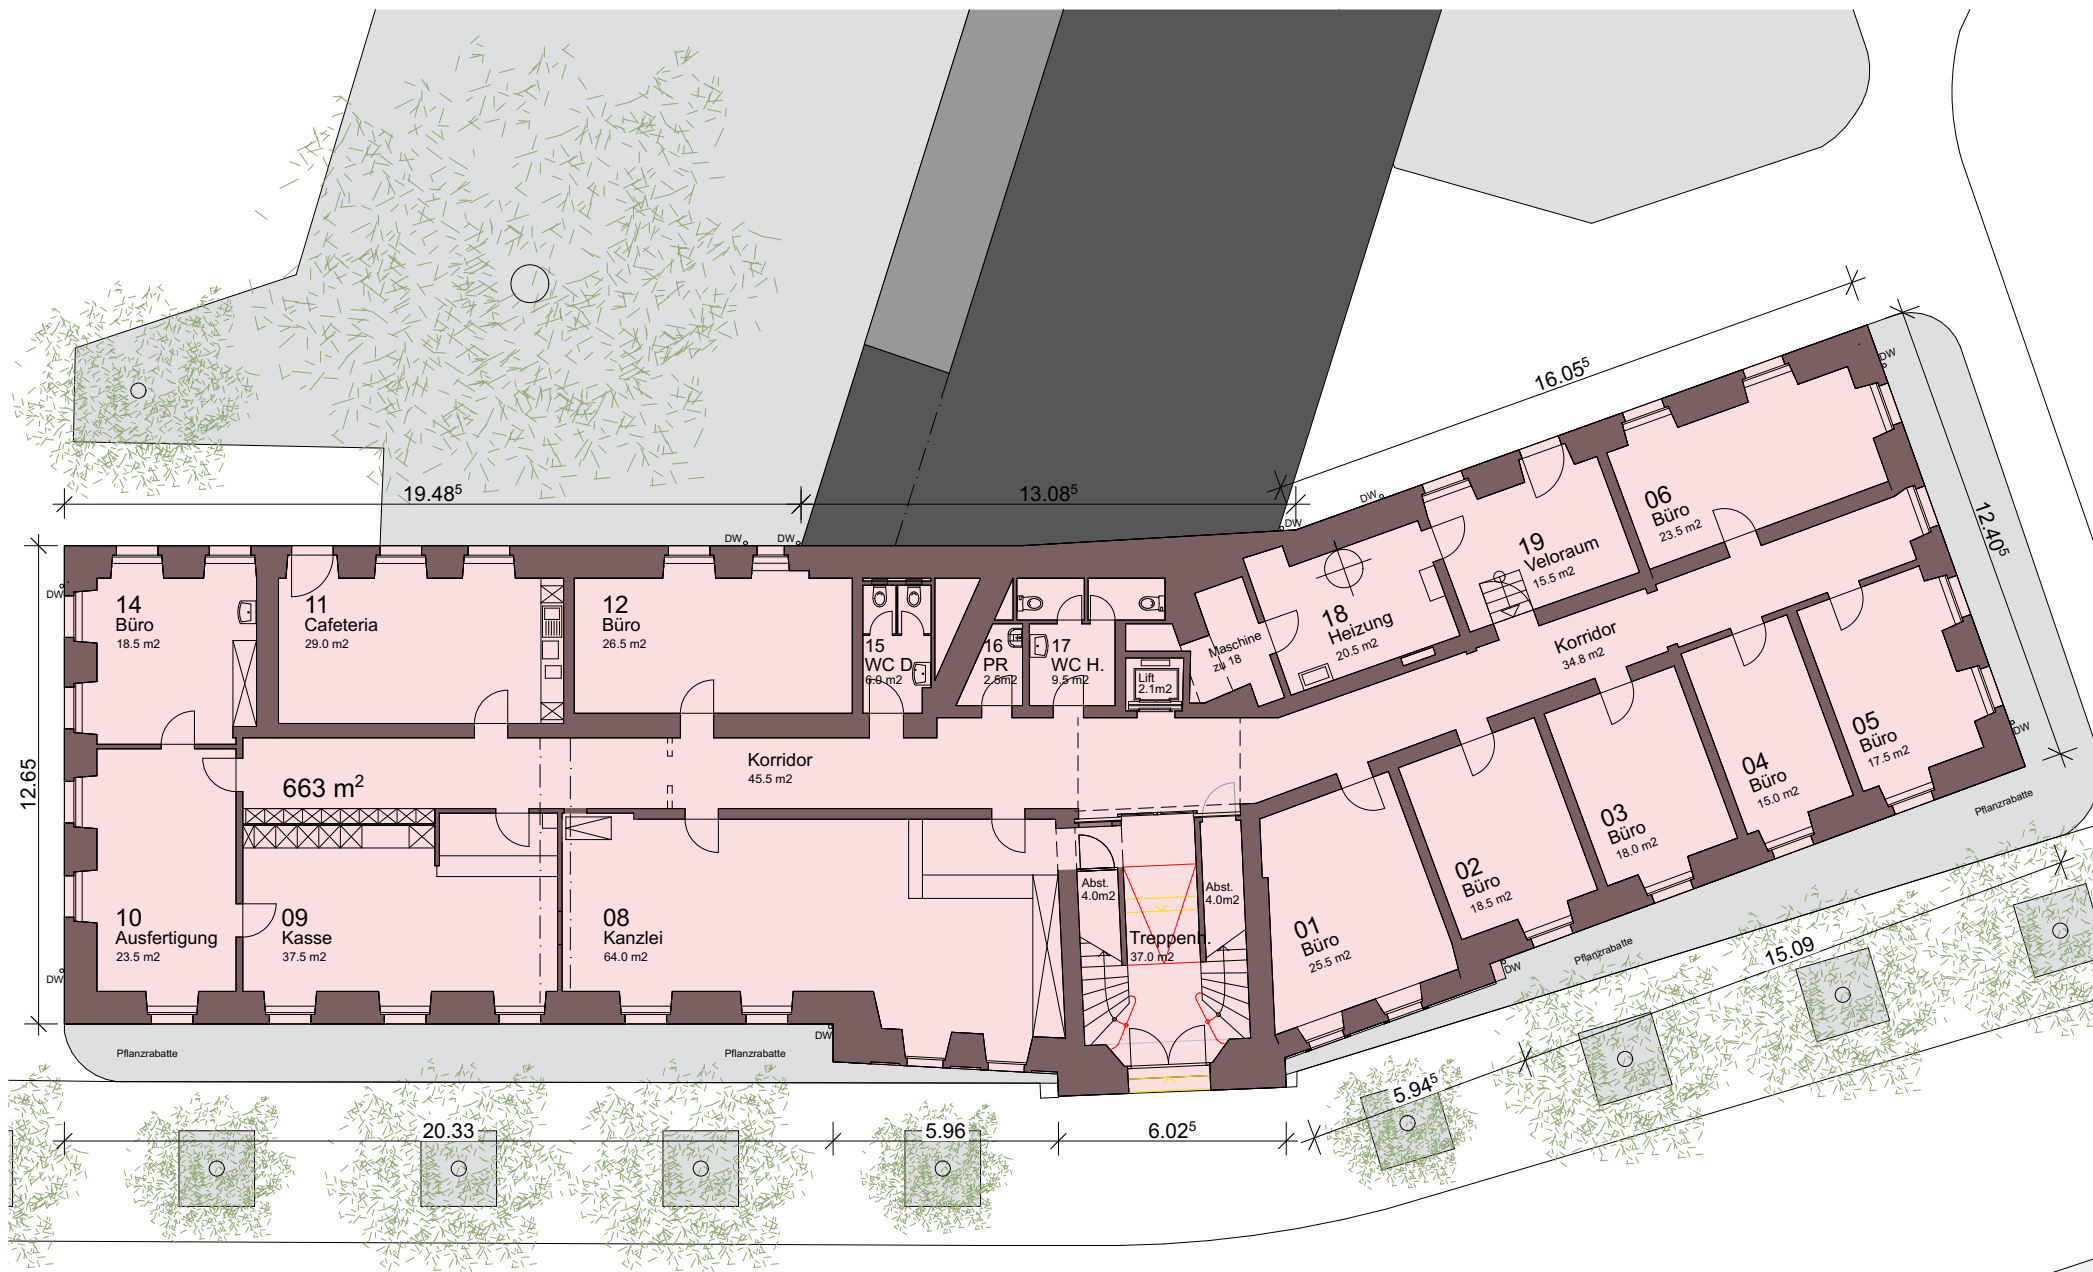 16.05⁵
DW
12.40⁵
19.48⁵
13.08⁵
DW
DW
DW
DW
06
Büro
23.5 m2
19
Veloraum
15.5 m2
18
Heizung
20.5 m2
Maschine
zu 18
Korridor
34.8 m2
DW
14
Büro
18.5 m2
11
Cafeteria
29.0 m2
12
Büro
26.5 m2
15
WC D.
6.0 m2
16
PR
2.5m2
17
WC H.
9.5 m2
Lift
2.1m2
12.65
663 m²
Korridor
45.5 m2
05
Büro
17.5 m2
DW
04
Büro
15.0 m2
03
Büro
18.0 m2
02
Büro
18.5 m2
01
Büro
25.5 m2
Pflanzrabatte
Abst.
4.0m2
Abst.
4.0m2
Treppenh.
37.0 m2
10
Ausfertigung
23.5 m2
09
Kasse
37.5 m2
08
Kanzlei
64.0 m2
DW
DW
Pflanzrabatte
15.09
DW
Pflanzrabatte
Pflanzrabatte
5.94⁵
20.33
5.96
6.02⁵